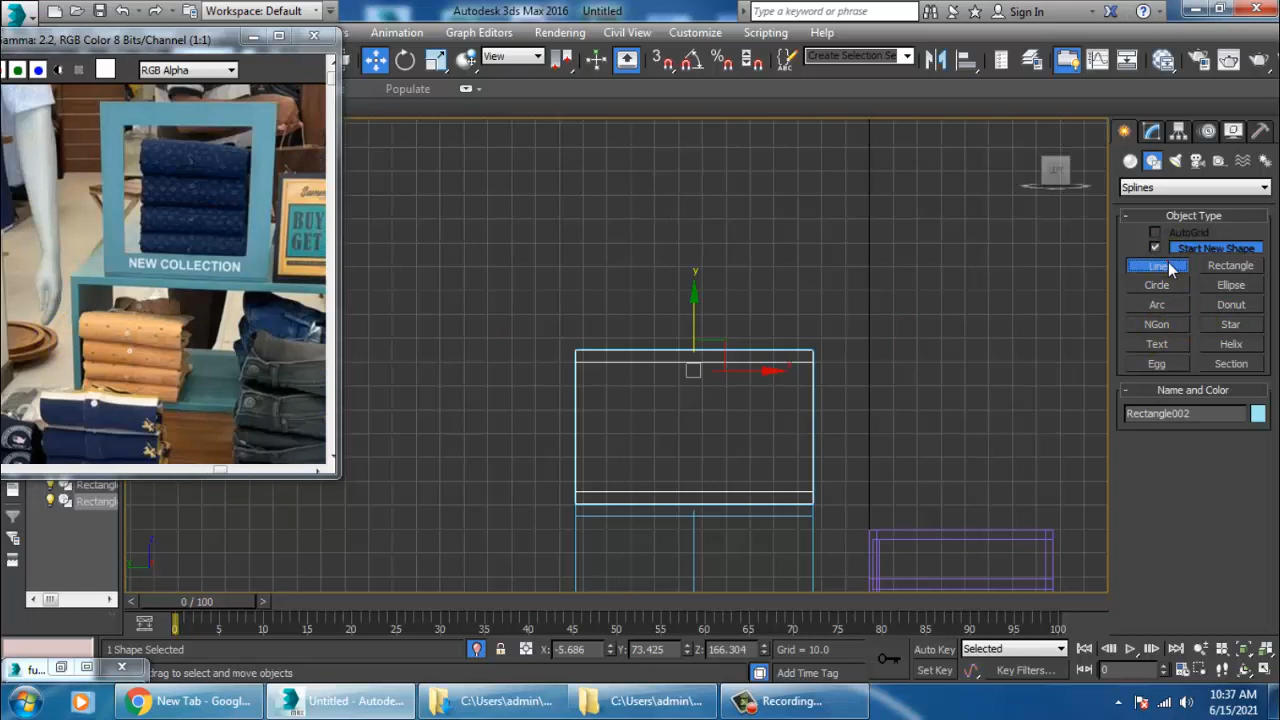 Workspace: Default
Autodesk 3ds Max 2016
Untitled
Type a keyword or phrase
Sign In
Gamma: 2.2, RGB Color 8 Bits/Channel (1:1)
Animation
Graph Editors
Rendering
Civil View
Customize
Scripting
Help
RGB Alpha
View
Create Selection Se
Populate
BUY
GET
NEW COLLECTION
Splines
Object Type
AutoGrid
Start New Shape
Line
Rectangle
Circle
Ellipse
Arc
Donut
NGon
Star
Text
Helix
Egg
Section
Name and Color
Rectangle002
y
Rectangle
Rectangle
0 / 100
0
5
10
15
20
25
30
35
40
45
50
55
60
65
70
75
80
85
90
95
100
1 Shape Selected
X: -5.686
Y: 73.425
Z: 166.304
Grid = 10.0
Auto Key
Selected
fu...
drag to select and move objects
Add Time Tag
Set Key
Key Filters...
0
New Tab - Googl...
Untitled - Autode...
C:\Users\admin\...
C:\Users\admin\...
Recording...
10:37 AM
6/15/2021